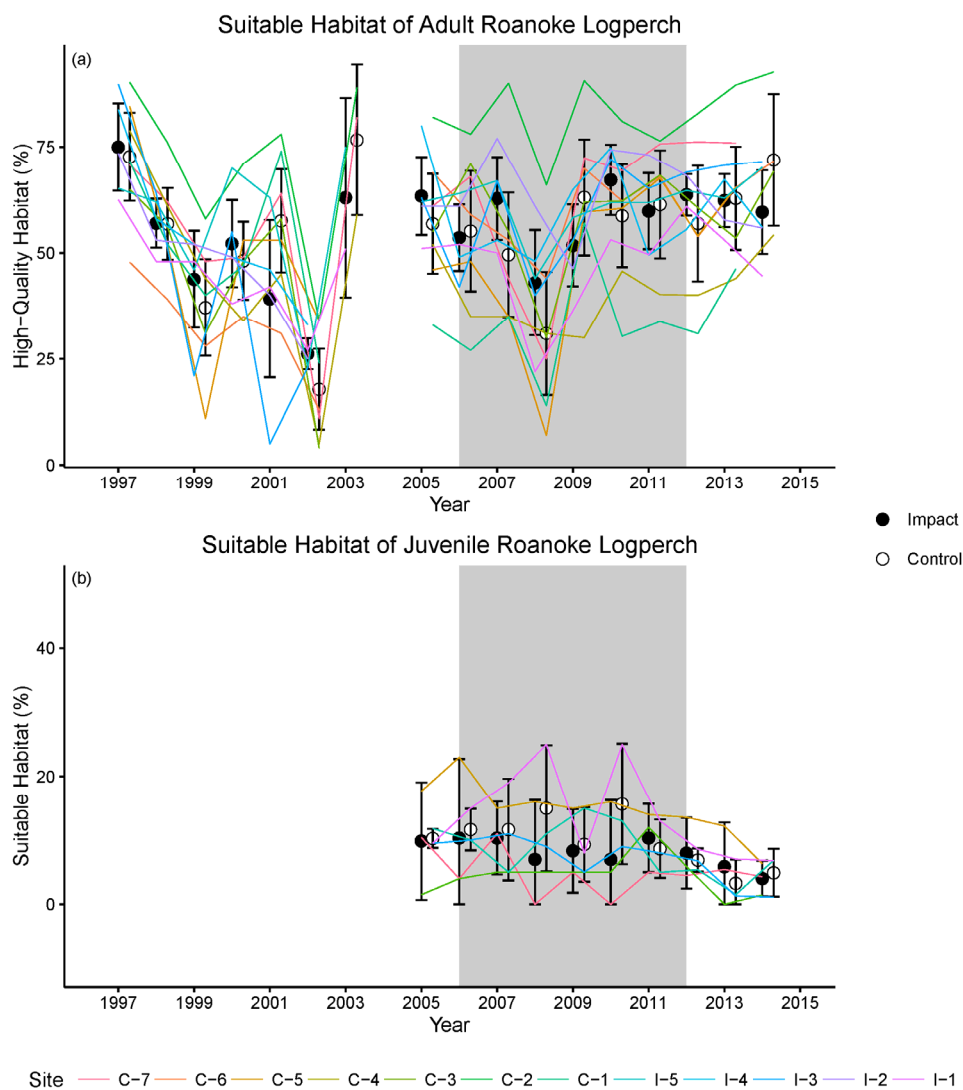 Suitable Habitat of Adult Roanoke Logperch
(a)
High−Quality Habitat (%)
75
50
25
0
1997 1999 2001 2003 2005 2007 2009 2011 2013 2015
Year
Impact
Control
Suitable Habitat of Juvenile Roanoke Logperch
(b)
Suitable Habitat (%)
40
20
0
1997 1999 2001 2003 2005 2007 2009 2011 2013 2015
Year
Site C−7 C−6 C−5 C−4 C−3 C−2 C−1 I−5 I−4 I−3 I−2 I−1